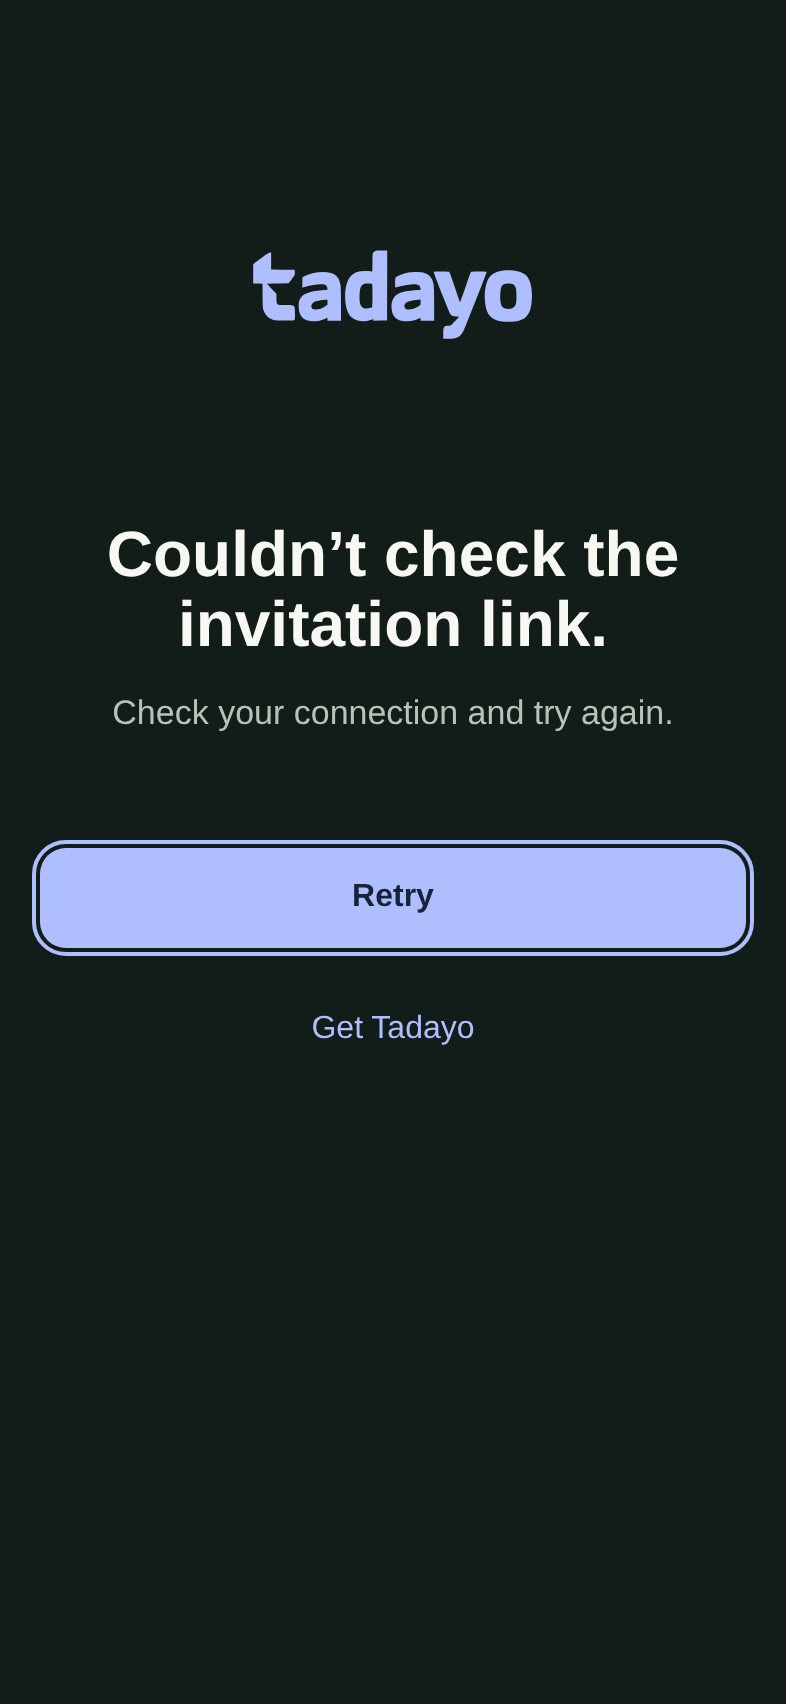 tadayo
Couldn’t check the
invitation link.
Check your connection and try again.
Retry
Get Tadayo